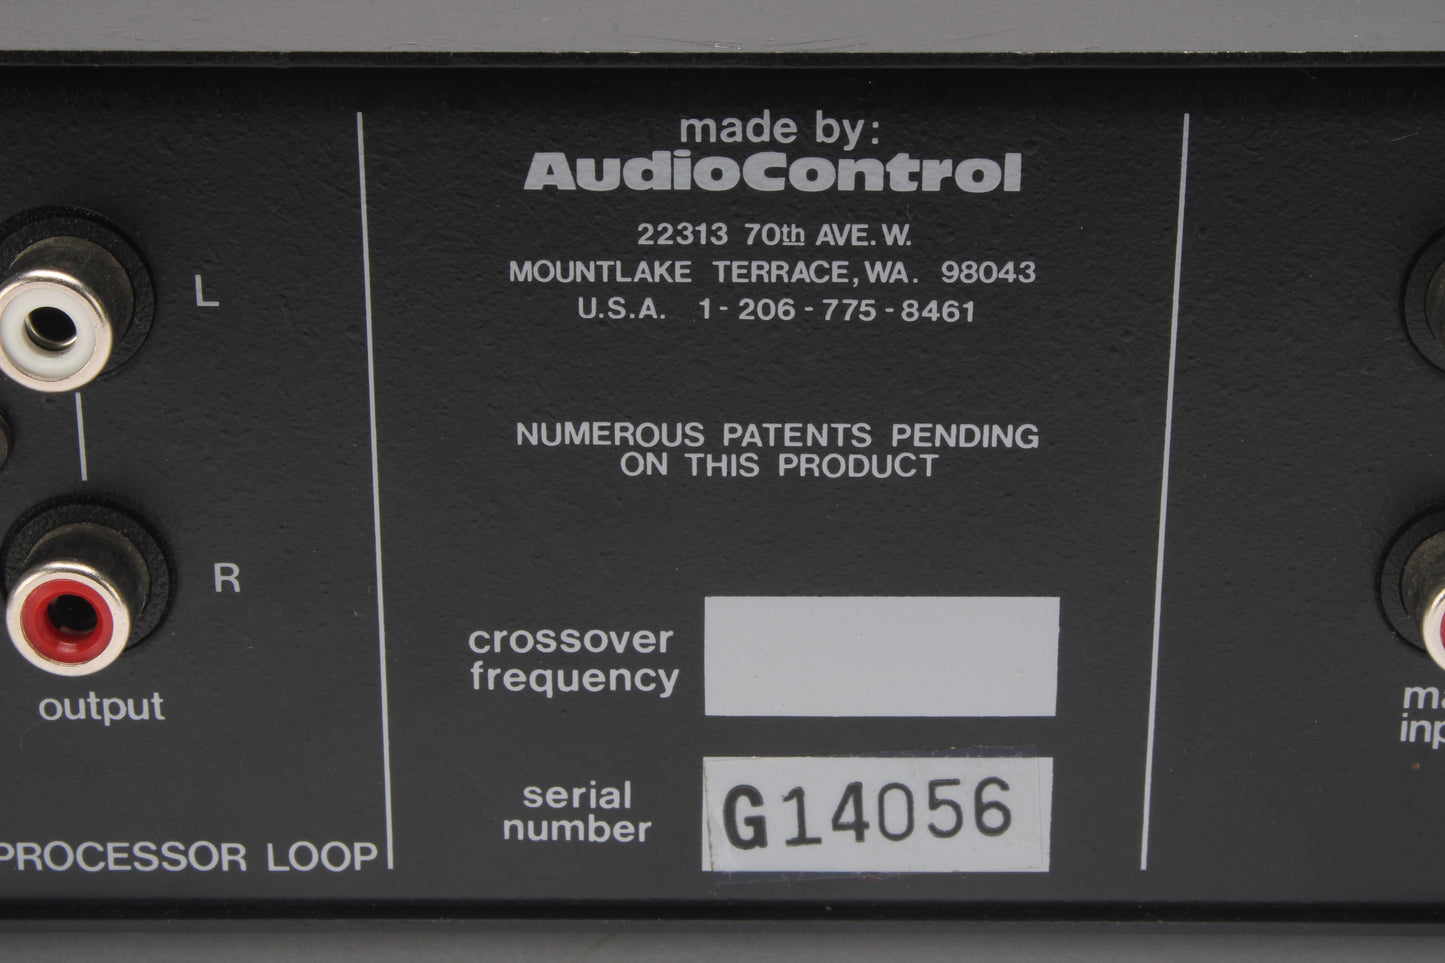 made by:
AudioControl
22313 70th AVE. W.
MOUNTLAKE TERRACE, WA. 98043
U.S.A. 1-206-775-8461
NUMEROUS PATENTS PENDING
ON THIS PRODUCT
crossover
frequency
serial
number
G14056
L
R
output
PROCESSOR LOOP